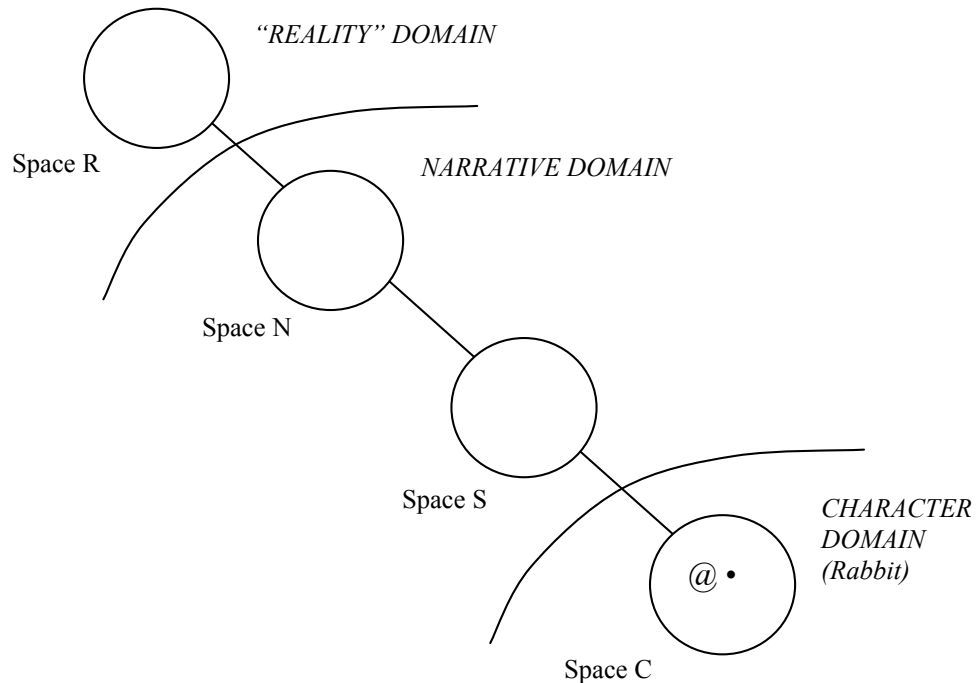 “REALITY” DOMAIN
Space R
NARRATIVE DOMAIN
Space N
Space S
CHARACTER
DOMAIN
(Rabbit)
@ •
Space C